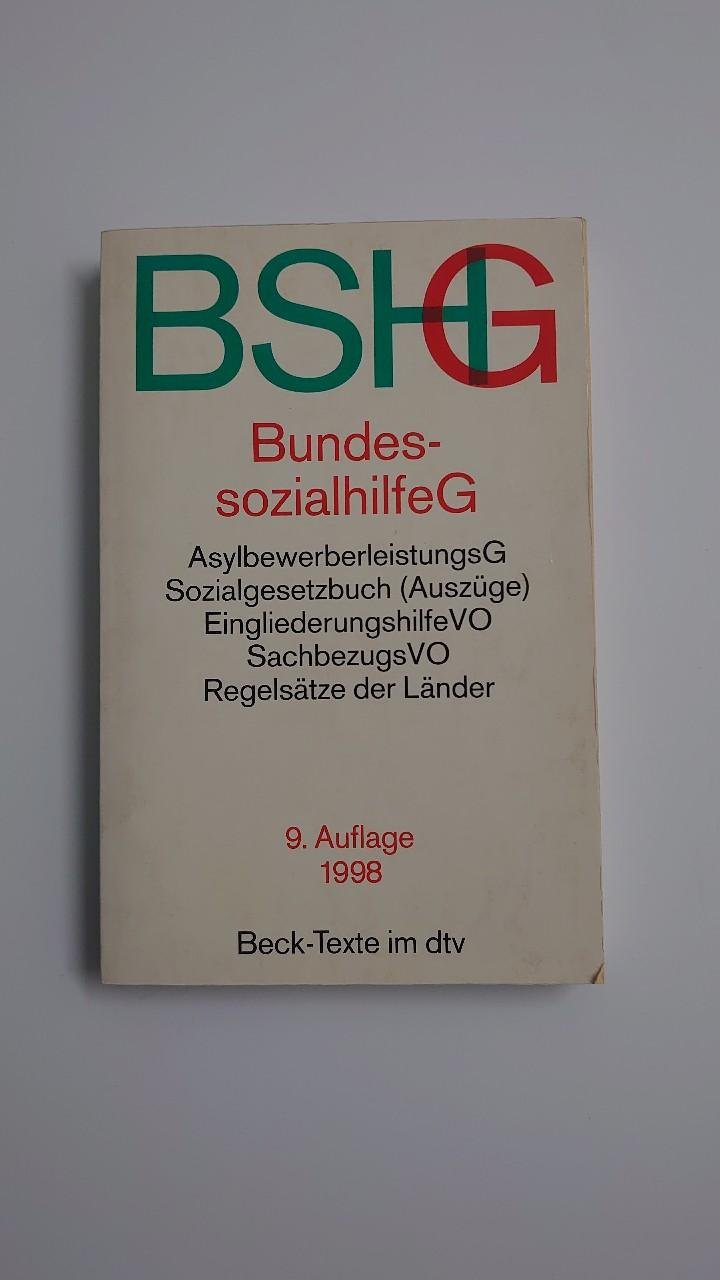 BSHG
Bundes-
sozialhilfeG
AsylbewerberleistungsG
Sozialgesetzbuch (Auszüge)
EingliederungshilfeVO
SachbezugsVO
Regelsätze der Länder
9. Auflage
1998
Beck-Texte im dtv